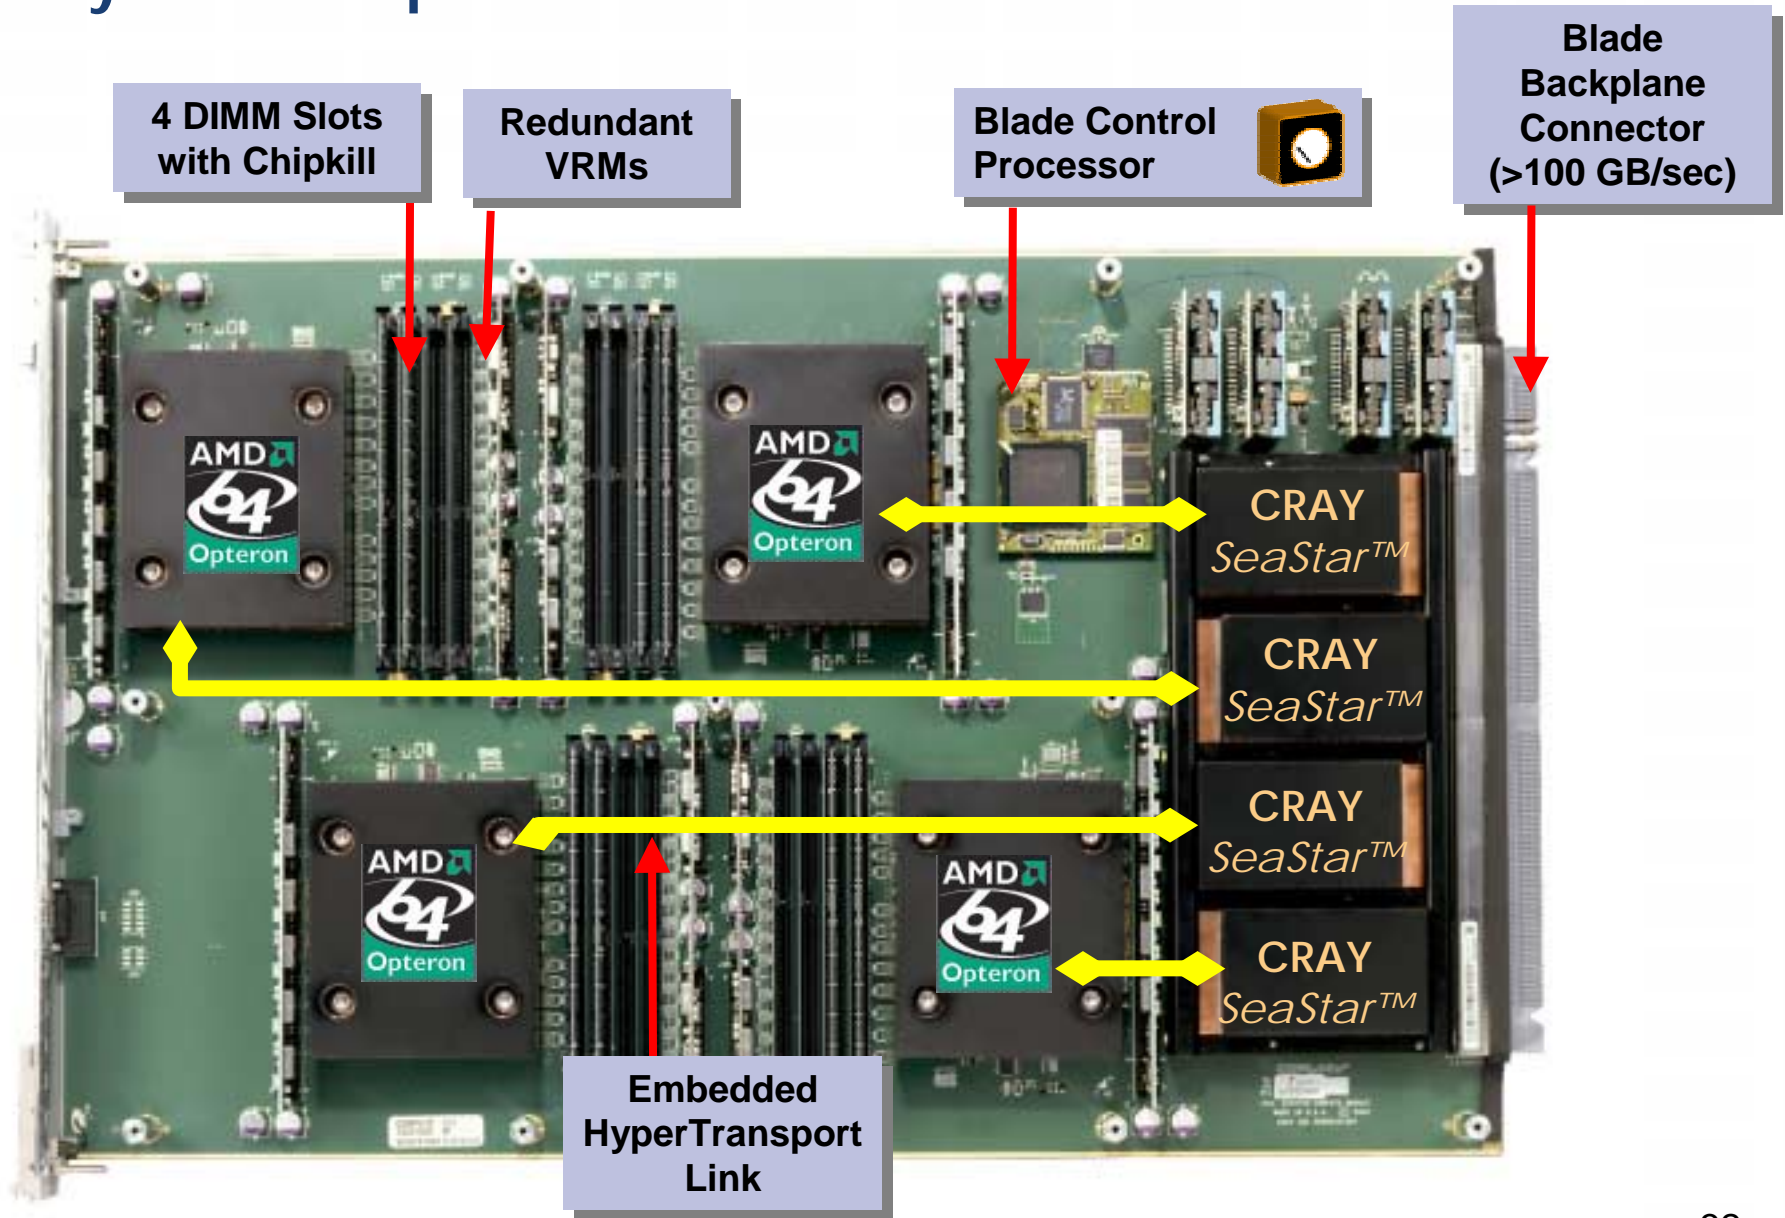 4 DIMM Slots
with Chipkill
Redundant
VRMs
Blade Control
Processor
Blade
Backplane
Connector
(>100 GB/sec)
AMD
64
Opteron
AMD
64
Opteron
CRAY
SeaStar™
CRAY
SeaStar™
AMD
64
Opteron
AMD
64
Opteron
CRAY
SeaStar™
CRAY
SeaStar™
Embedded
HyperTransport
Link